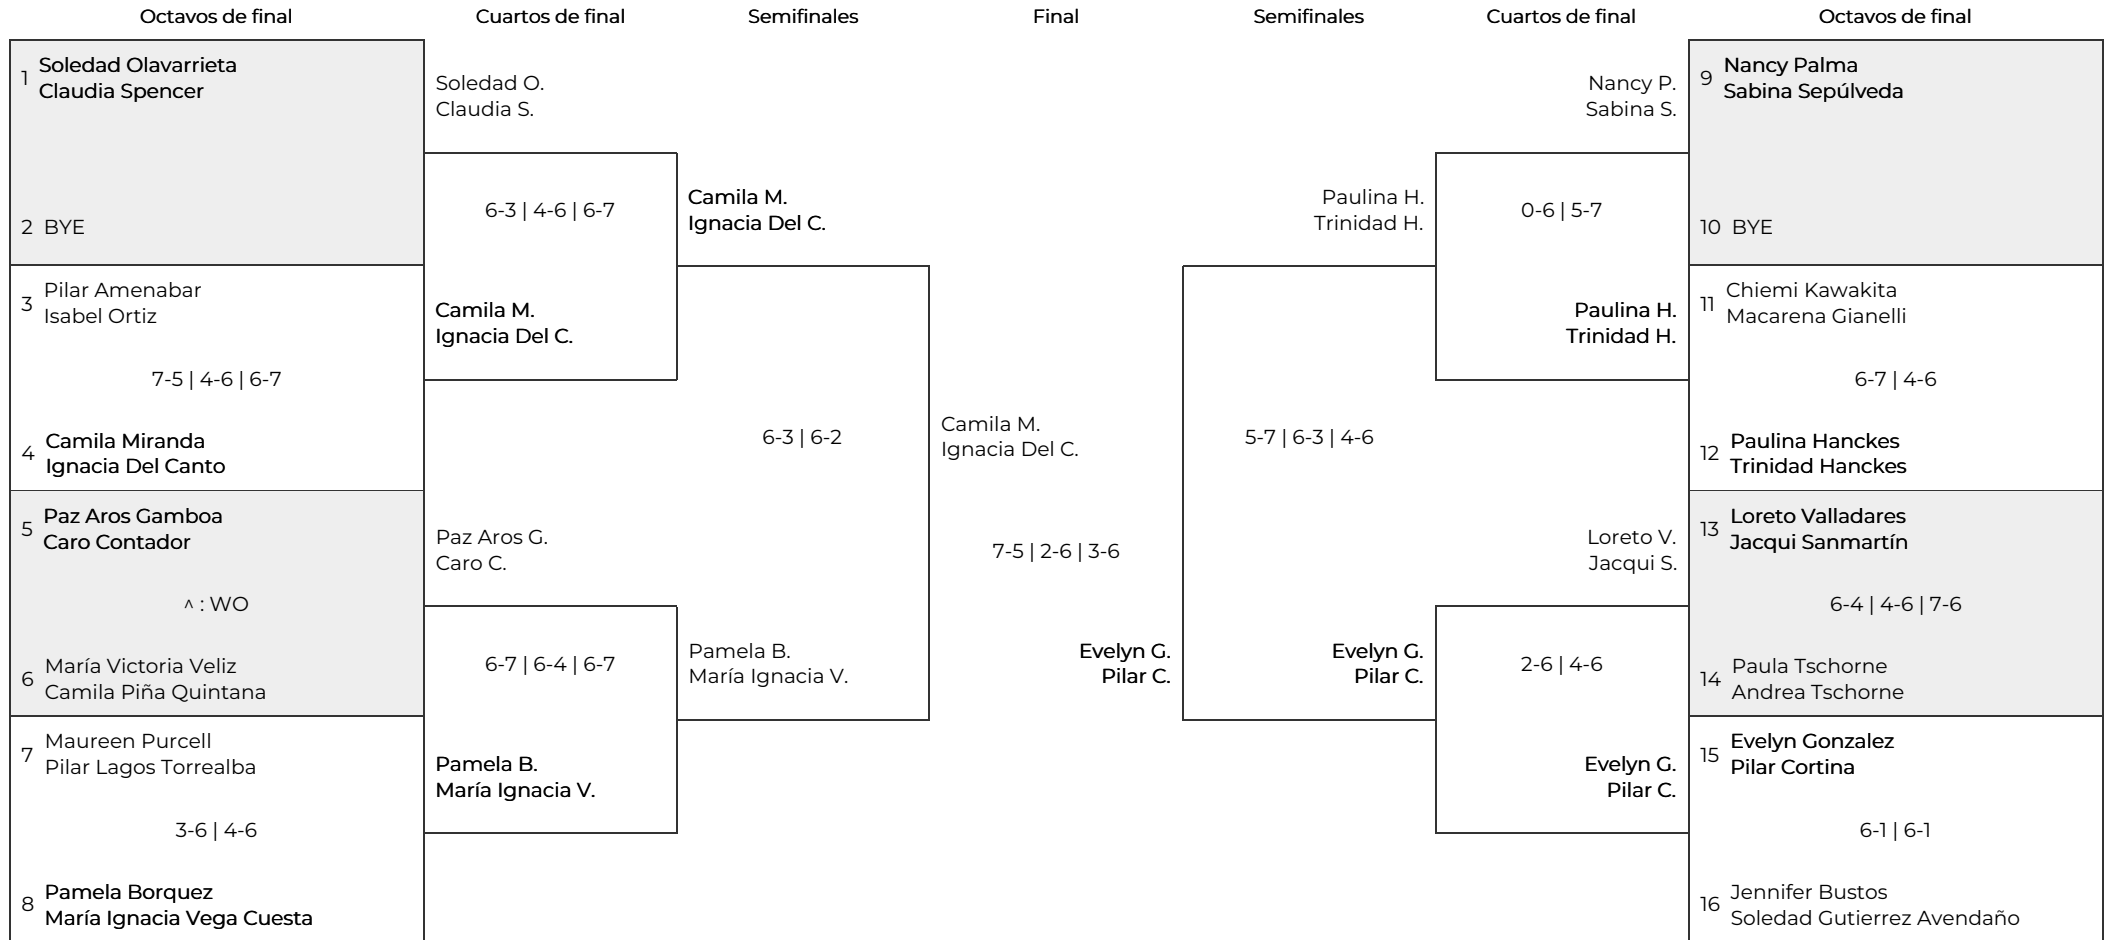 Octavos de final
Cuartos de final
Semifinales
Final
Semifinales
Cuartos de final
Octavos de final
1
Soledad Olavarrieta
Claudia Spencer
2 BYE
3
Pilar Amenabar
Isabel Ortiz
7-5 | 4-6 | 6-7
4
Camila Miranda
Ignacia Del Canto
5
Paz Aros Gamboa
Caro Contador
^ : WO
6
María Victoria Veliz
Camila Piña Quintana
7
Maureen Purcell
Pilar Lagos Torrealba
3-6 | 4-6
8
Pamela Borquez
María Ignacia Vega Cuesta
Soledad O.
Claudia S.
6-3 | 4-6 | 6-7
Camila M.
Ignacia Del C.
Paz Aros G.
Caro C.
6-7 | 6-4 | 6-7
Pamela B.
María Ignacia V.
Camila M.
Ignacia Del C.
6-3 | 6-2
Pamela B.
María Ignacia V.
Camila M.
Ignacia Del C.
7-5 | 2-6 | 3-6
Evelyn G.
Pilar C.
Paulina H.
Trinidad H.
5-7 | 6-3 | 4-6
Evelyn G.
Pilar C.
Nancy P.
Sabina S.
0-6 | 5-7
Paulina H.
Trinidad H.
Loreto V.
Jacqui S.
2-6 | 4-6
Evelyn G.
Pilar C.
9
Nancy Palma
Sabina Sepúlveda
10 BYE
11
Chiemi Kawakita
Macarena Gianelli
6-7 | 4-6
12
Paulina Hanckes
Trinidad Hanckes
13
Loreto Valladares
Jacqui Sanmartín
6-4 | 4-6 | 7-6
14
Paula Tschorne
Andrea Tschorne
15
Evelyn Gonzalez
Pilar Cortina
6-1 | 6-1
16
Jennifer Bustos
Soledad Gutierrez Avendaño